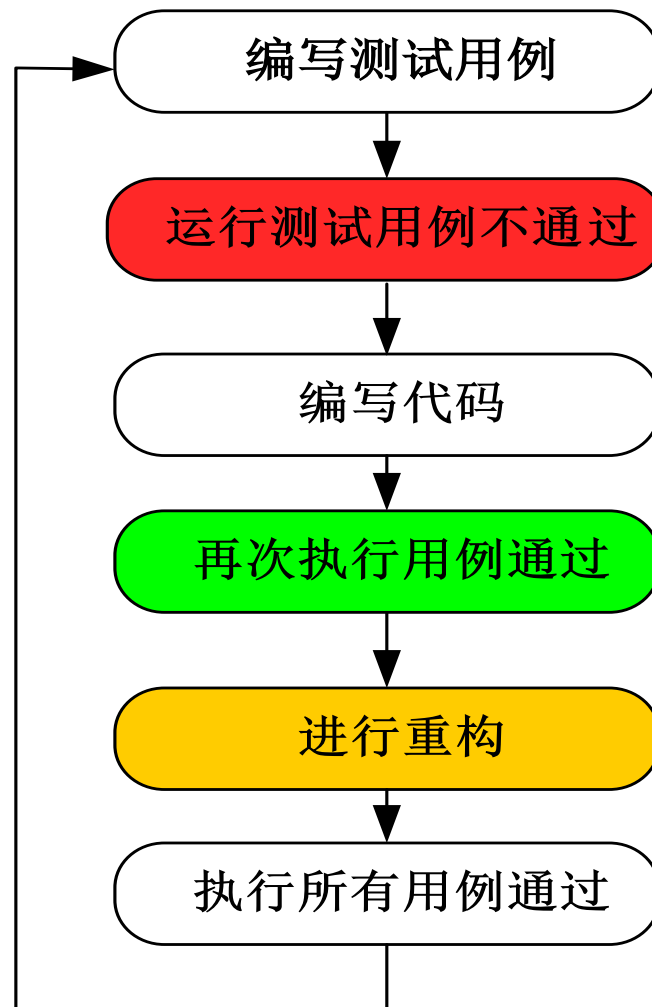 编写测试用例
运行测试用例不通过
编写代码
再次执行用例通过
进行重构
执行所有用例通过